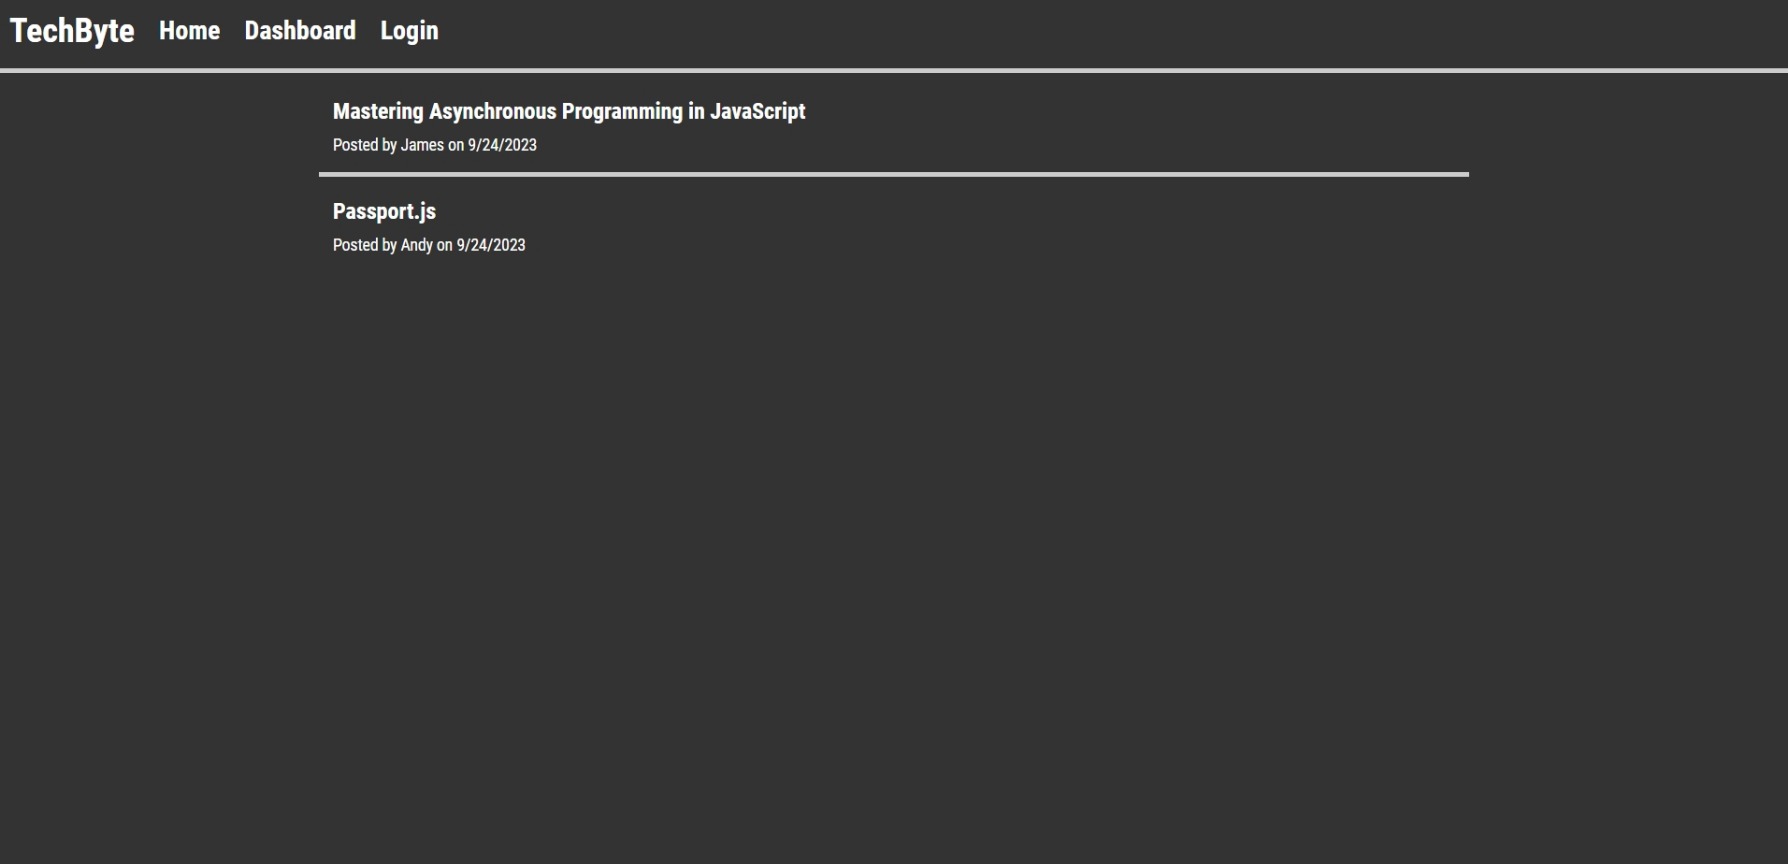 TechByte Home Dashboard Login
Mastering Asynchronous Programming in JavaScript
Posted by James on 9/24/2023
Passport.js
Posted by Andy on 9/24/2023